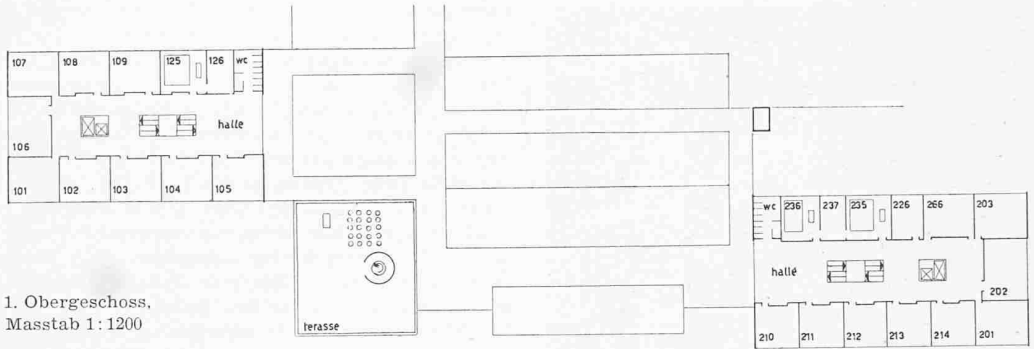 107 108 109 125 126 wc
halle
106
101 102 103 104 105
wc 236 237 235 226 266 203
halle
202
210 211 212 213 214 201
terasse
1. Obergeschoss,
Masstab 1:1200